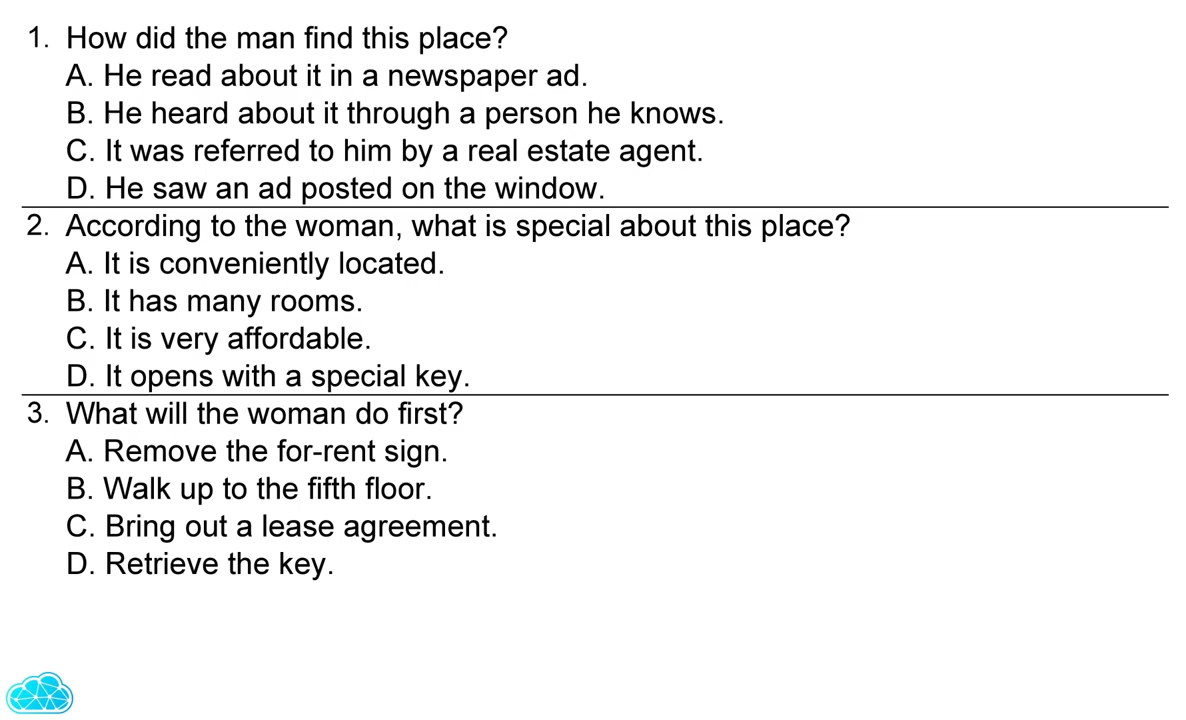 1. How did the man find this place?
A. He read about it in a newspaper ad.
B. He heard about it through a person he knows.
C. It was referred to him by a real estate agent.
D. He saw an ad posted on the window.
2. According to the woman, what is special about this place?
A. It is conveniently located.
B. It has many rooms.
C. It is very affordable.
D. It opens with a special key.
3. What will the woman do first?
A. Remove the for-rent sign.
B. Walk up to the fifth floor.
C. Bring out a lease agreement.
D. Retrieve the key.